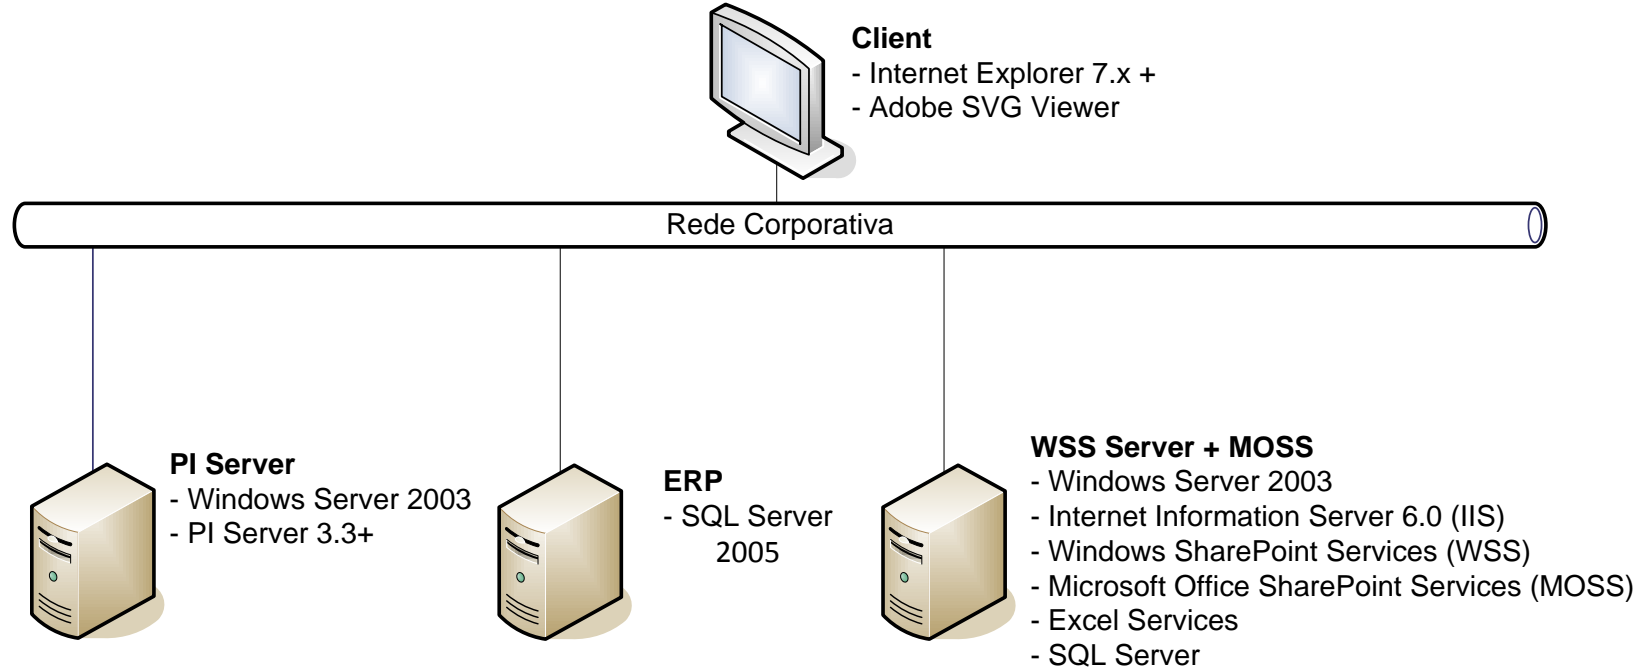 Client
- Internet Explorer 7.x +
- Adobe SVG Viewer
Rede Corporativa
PI Server
- Windows Server 2003
- PI Server 3.3+
ERP
- SQL Server
2005
WSS Server + MOSS
- Windows Server 2003
- Internet Information Server 6.0 (IIS)
- Windows SharePoint Services (WSS)
- Microsoft Office SharePoint Services (MOSS)
- Excel Services
- SQL Server